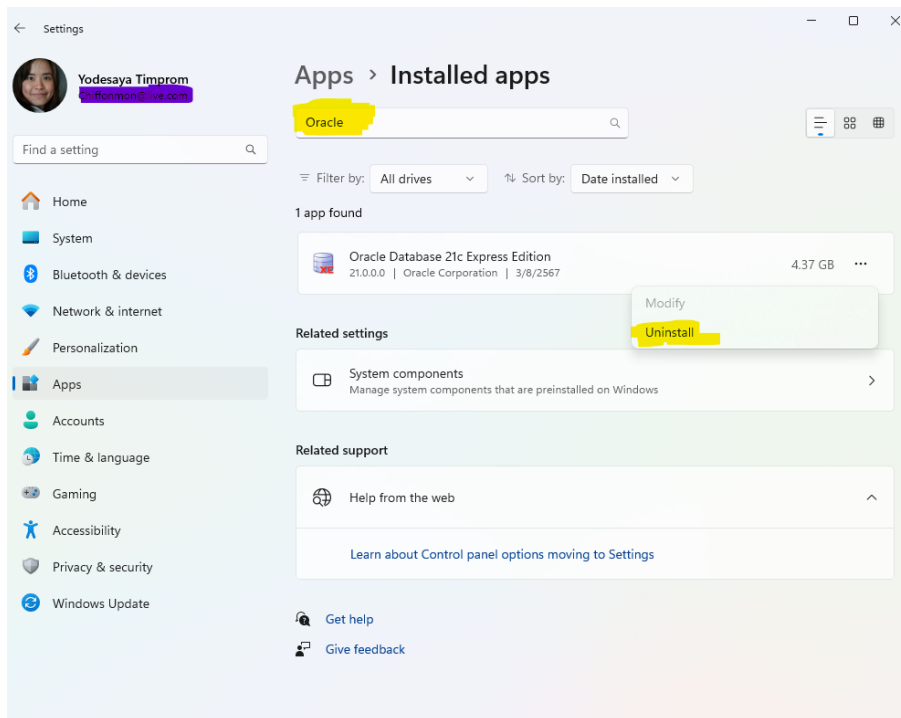 Settings
Yodesaya Timprom
Find a setting
Home
System
Bluetooth & devices
Network & internet
Personalization
Apps
Accounts
Time & language
Gaming
Accessibility
Privacy & security
Windows Update
Apps › Installed apps
Oracle
Filter by: All drives Sort by: Date installed
1 app found
Oracle Database 21c Express Edition
21.0.0.0 | Oracle Corporation | 3/8/2567
4.37 GB
XE
Modify
Uninstall
Related settings
System components
Manage system components that are preinstalled on Windows
Related support
Help from the web
Learn about Control panel options moving to Settings
Get help
Give feedback